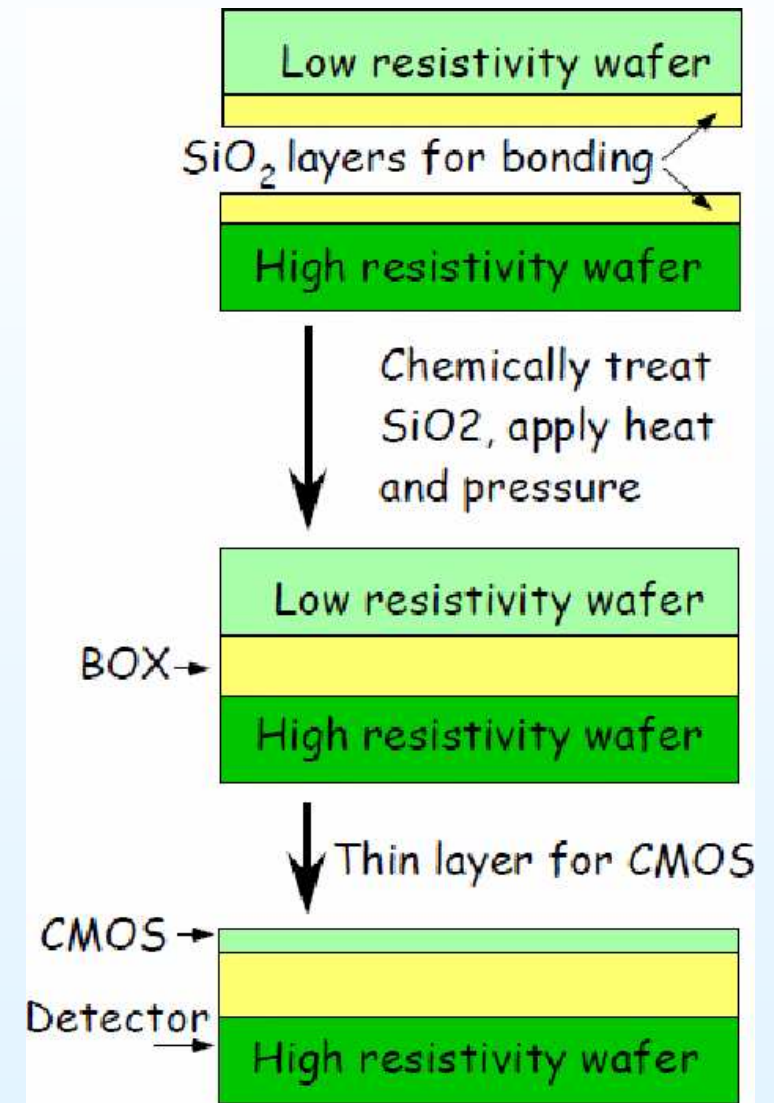 Low resistivity wafer
SiO₂ layers for bonding
High resistivity wafer
Chemically treat
SiO2, apply heat
and pressure
Low resistivity wafer
BOX
High resistivity wafer
Thin layer for CMOS
CMOS
Detector
High resistivity wafer